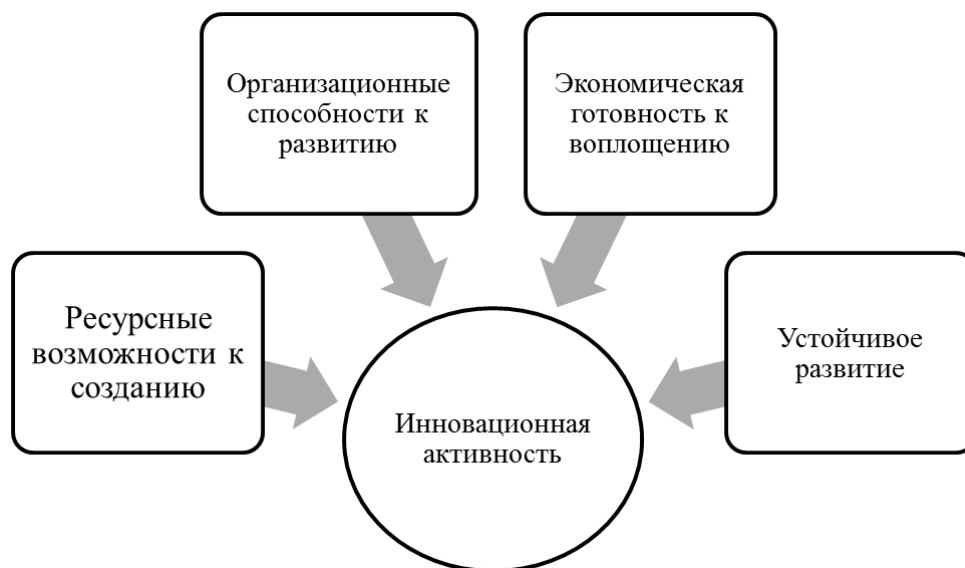 Организационные
способности к
развитию
Экономическая
готовность к
воплощению
Ресурсные
возможности к
созданию
Устойчивое
развитие
Инновационная
активность